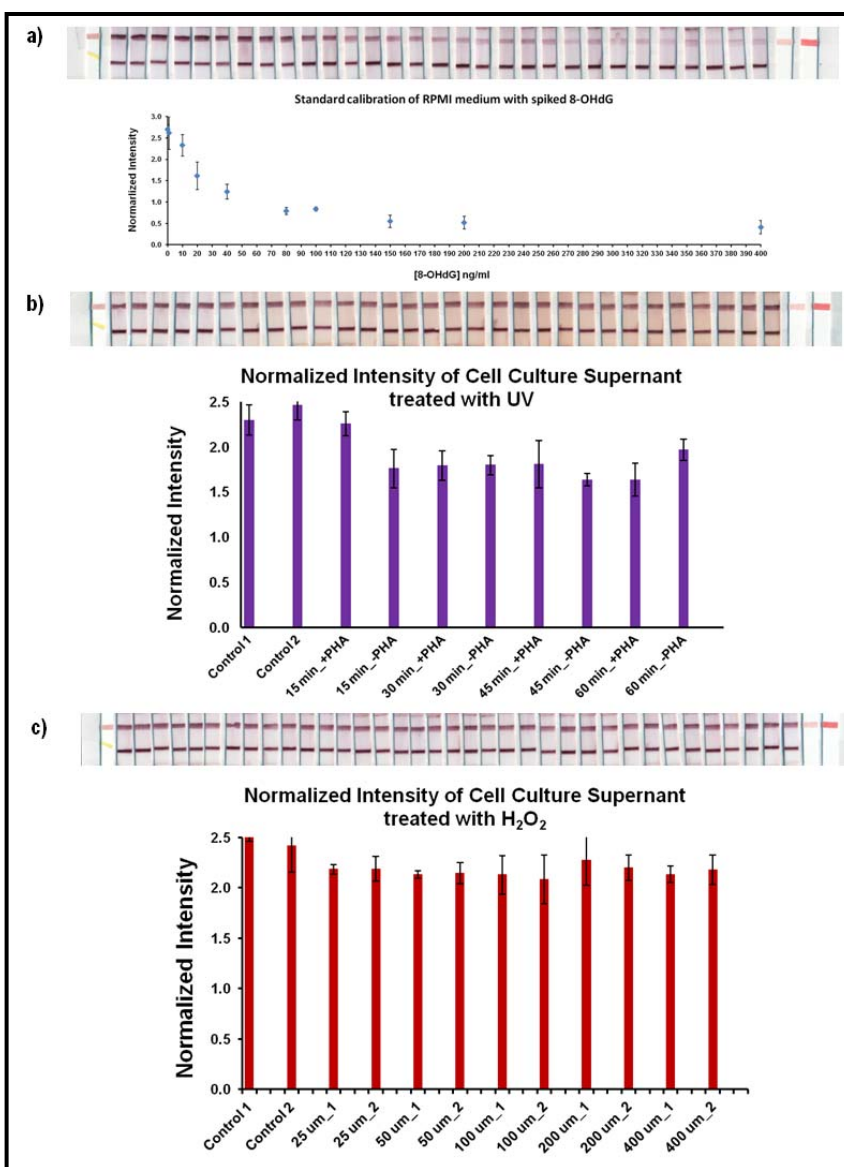 a)
Standard calibration of RPMI medium with spiked 8-OHdG
Normarlized Intensity
3.0
2.5
2.0
1.5
1.0
0.5
0.0
0 10 20 30 40 50 60 70 80 90 100 110 120 130 140 150 160 170 180 190 200 210 220 230 240 250 260 270 280 290 300 310 320 330 340 350 360 370 380 390 400
[8-OHdG] ng/ml
b)
Normalized Intensity of Cell Culture Supernant
treated with UV
Normalized Intensity
2.5
2.0
1.5
1.0
0.5
0.0
Control 1
Control 2
15 min_+PHA
15 min_-PHA
30 min_+PHA
30 min_-PHA
45 min_+PHA
45 min_-PHA
60 min_+PHA
60 min_-PHA
c)
Normalized Intensity of Cell Culture Supernant
treated with H₂O₂
Normalized Intensity
2.5
2.0
1.5
1.0
0.5
0.0
Control 1
Control 2
25 um_1
25 um_2
50 um_1
50 um_2
100 um_1
100 um_2
200 um_1
200 um_2
400 um_1
400 um_2